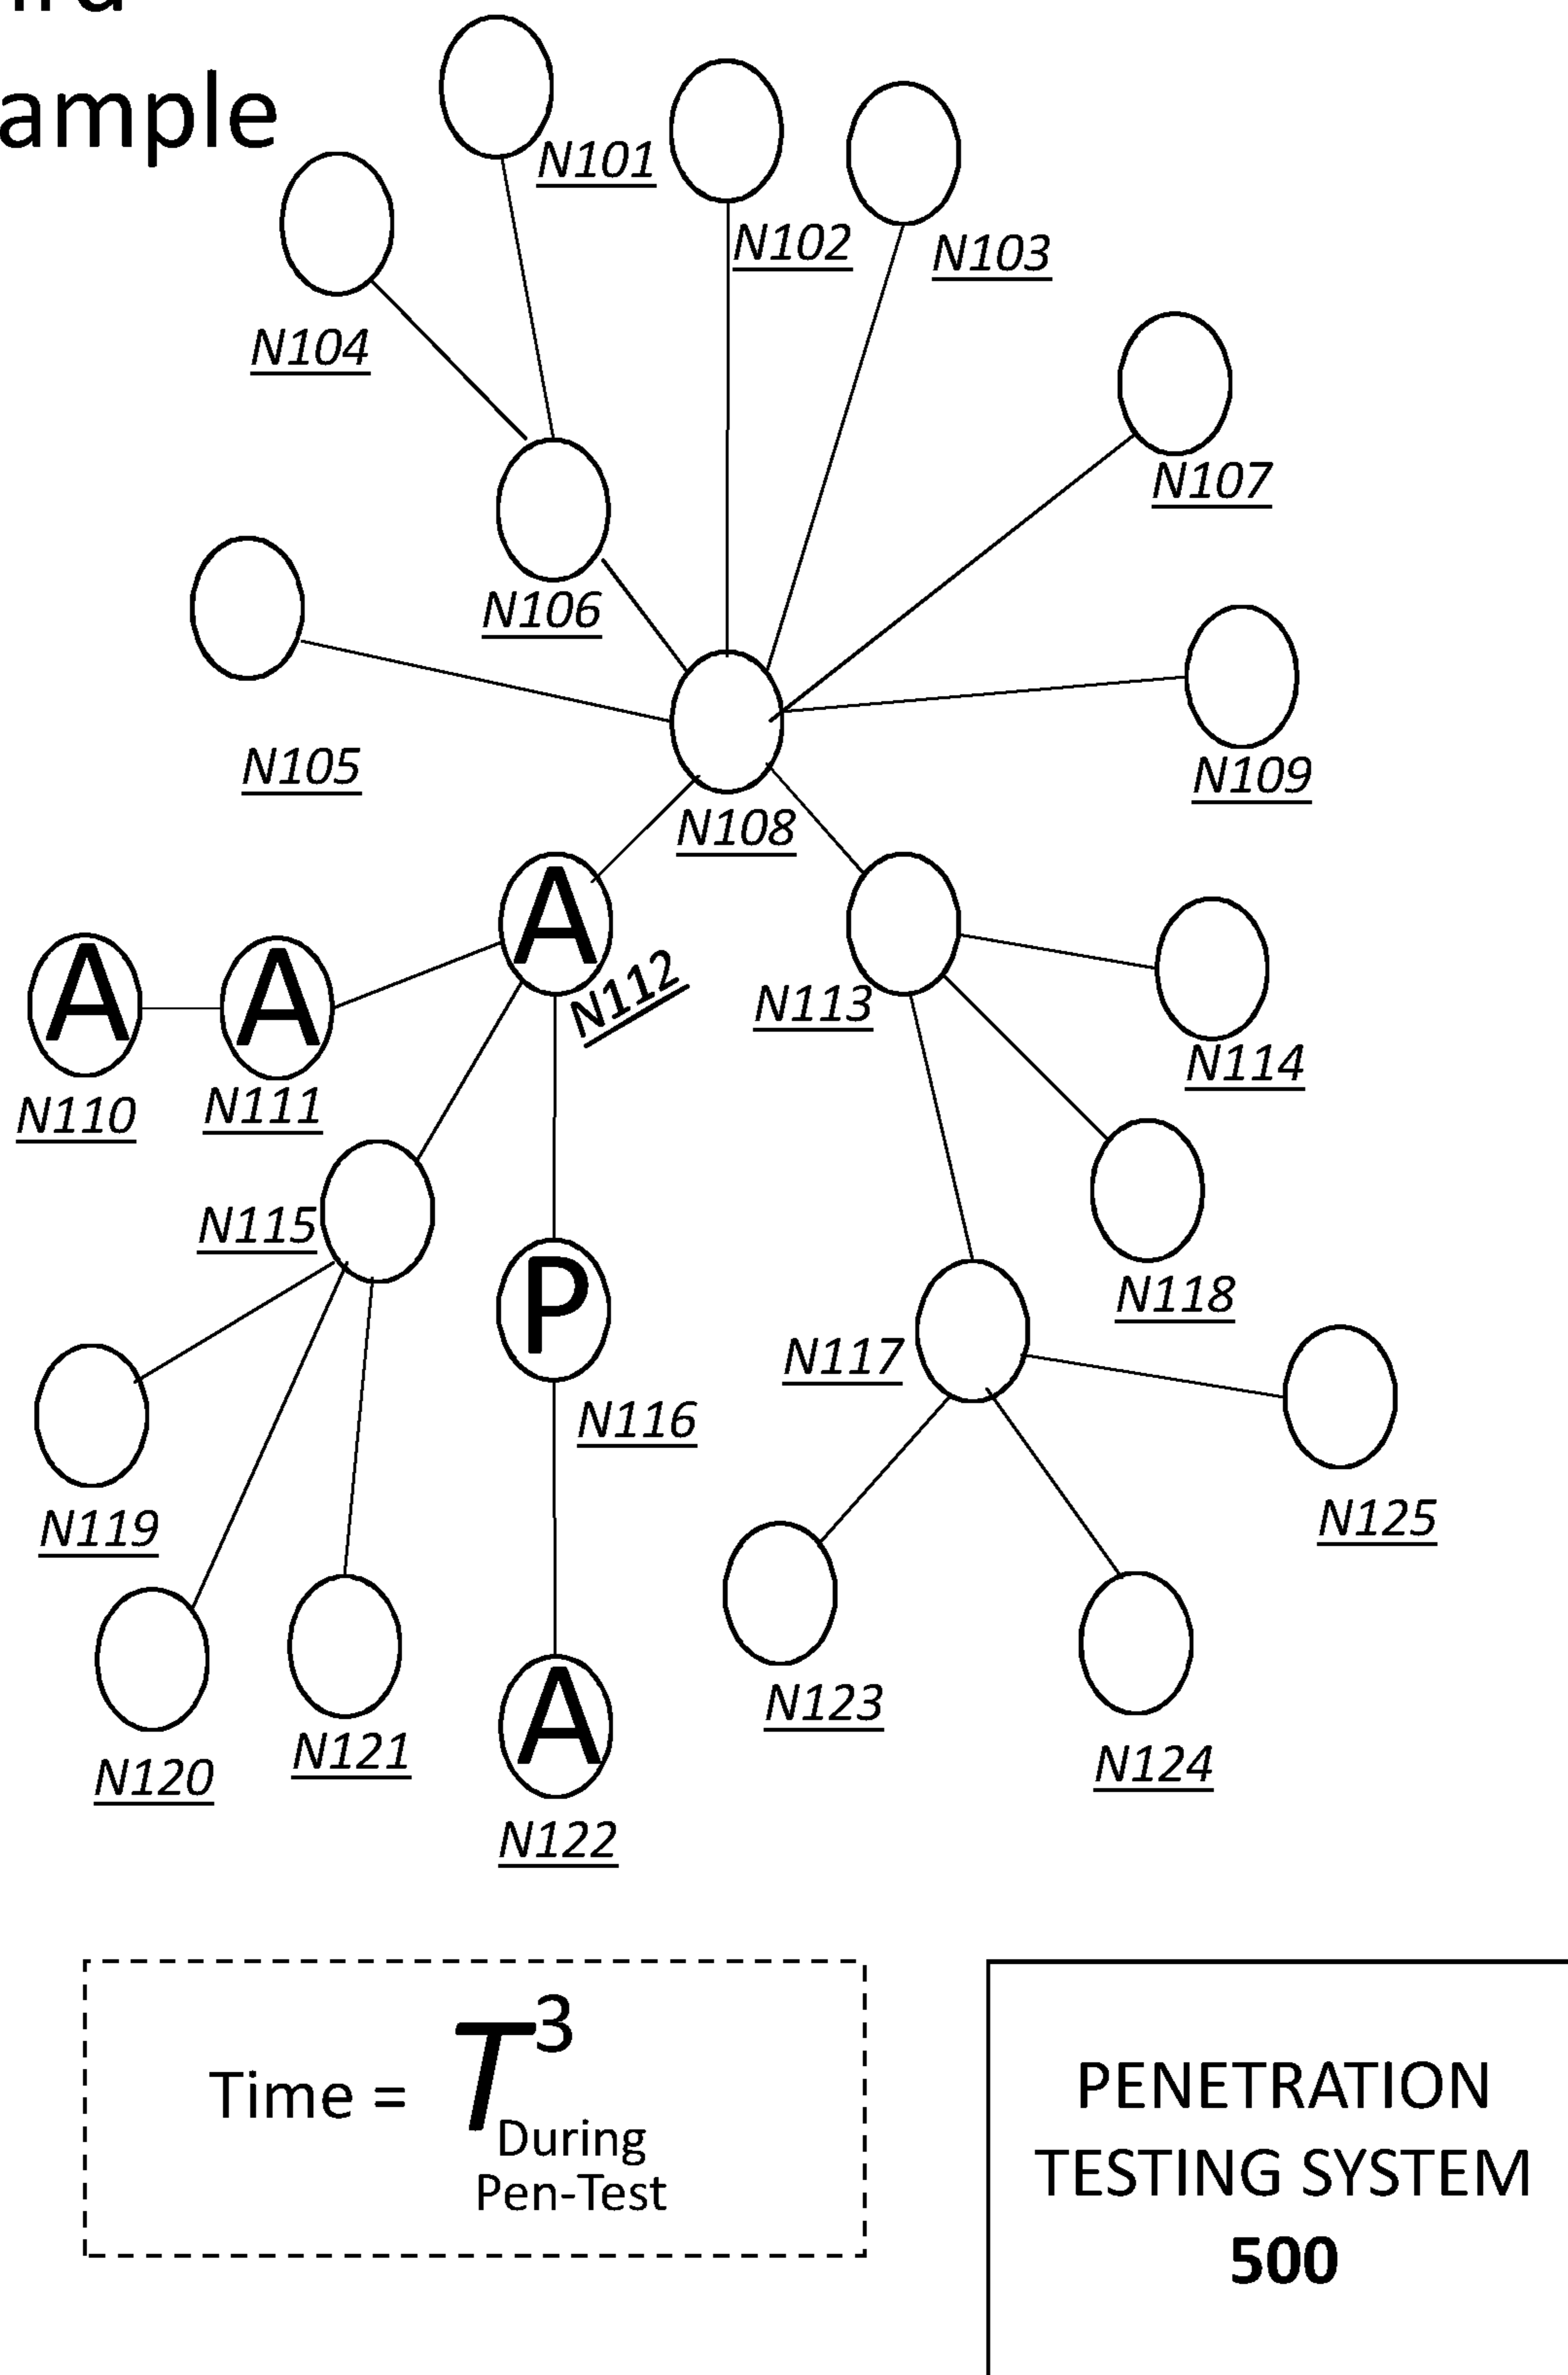 ample
N101
N102
N103
N104
N107
N106
N105
N109
N108
A
N112
A
A
N113
N110
N111
N114
N115
P
N118
N117
N116
N119
N125
N123
N121
N120
A
N124
N122
Time = T3
During
Pen-Test
PENETRATION
TESTING SYSTEM
500